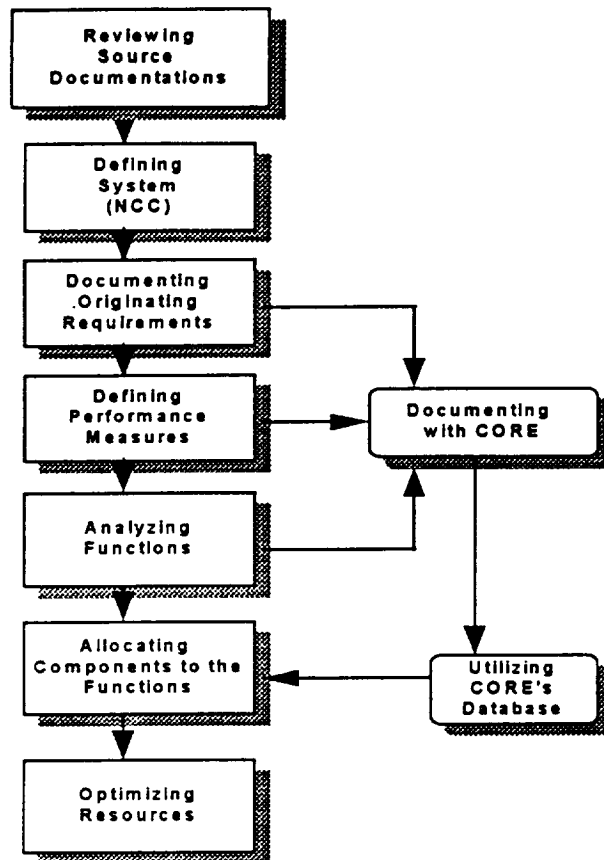 Reviewing
Source
Documentations
Defining
System
(NCC)
Documenting
.Originating
Requirements
Defining
Performance
Measures
Documenting
with CORE
Analyzing
Functions
Allocating
Components to the
Functions
Utilizing
CORE's
Database
Optimizing
Resources